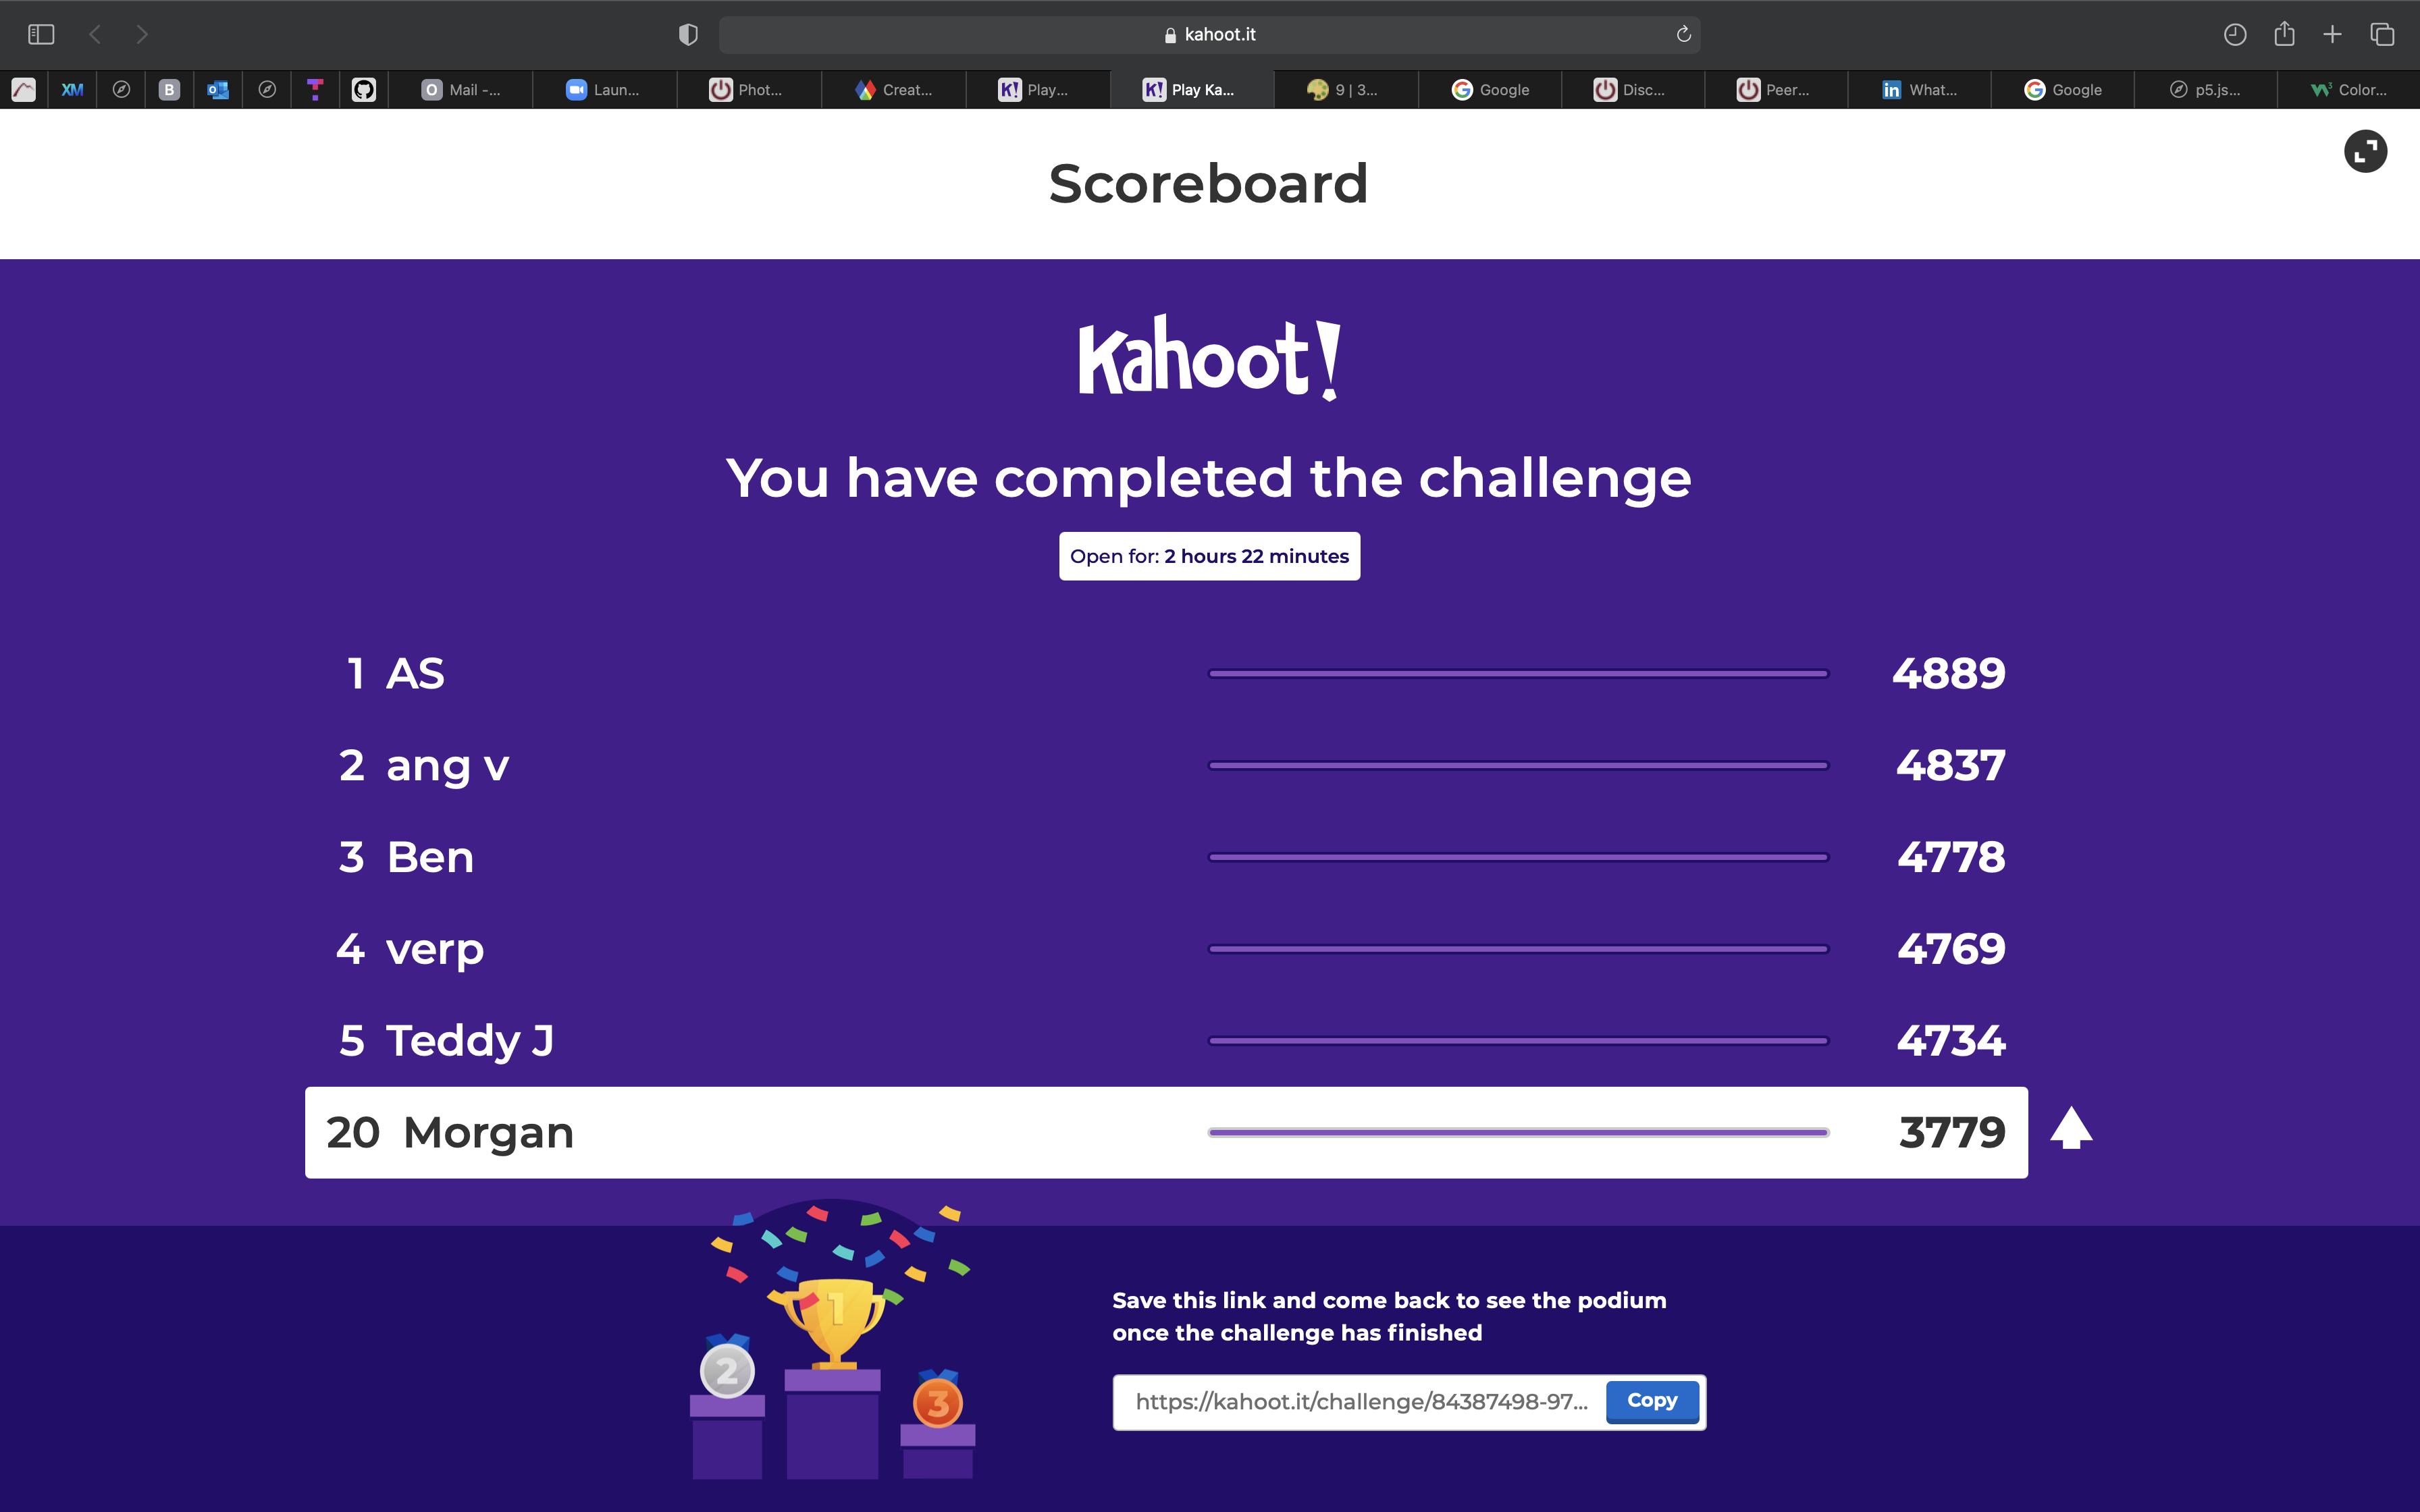 kahoot.it
XM B O Mail -... Laun... Phot... Creat... K! Play... K! Play Ka... 9 | 3... G Google Disc... Peer... in What... G Google p5.js... W3 Color...
Scoreboard
Kahoot!
You have completed the challenge
Open for: 2 hours 22 minutes
1 AS 4889
2 ang v 4837
3 Ben 4778
4 verp 4769
5 Teddy J 4734
20 Morgan 3779
1
2
3
Save this link and come back to see the podium
once the challenge has finished
https://kahoot.it/challenge/84387498-97... Copy